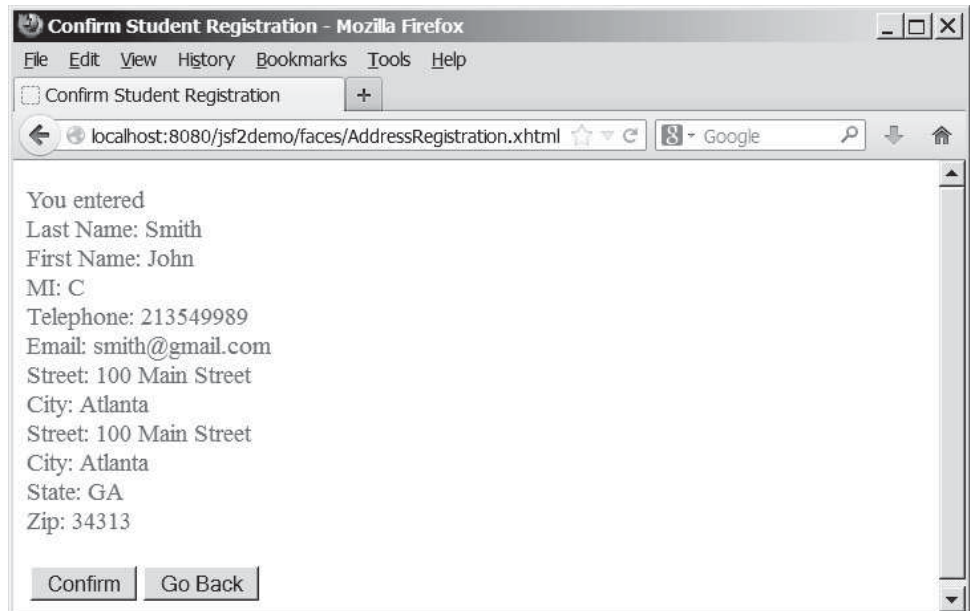 Confirm Student Registration - Mozilla Firefox
File Edit View History Bookmarks Tools Help
Confirm Student Registration +
localhost:8080/jsf2demo/faces/AddressRegistration.xhtml 8 Google
You entered
Last Name: Smith
First Name: John
MI: C
Telephone: 213549989
Email: smith@gmail.com
Street: 100 Main Street
City: Atlanta
Street: 100 Main Street
City: Atlanta
State: GA
Zip: 34313
Confirm Go Back